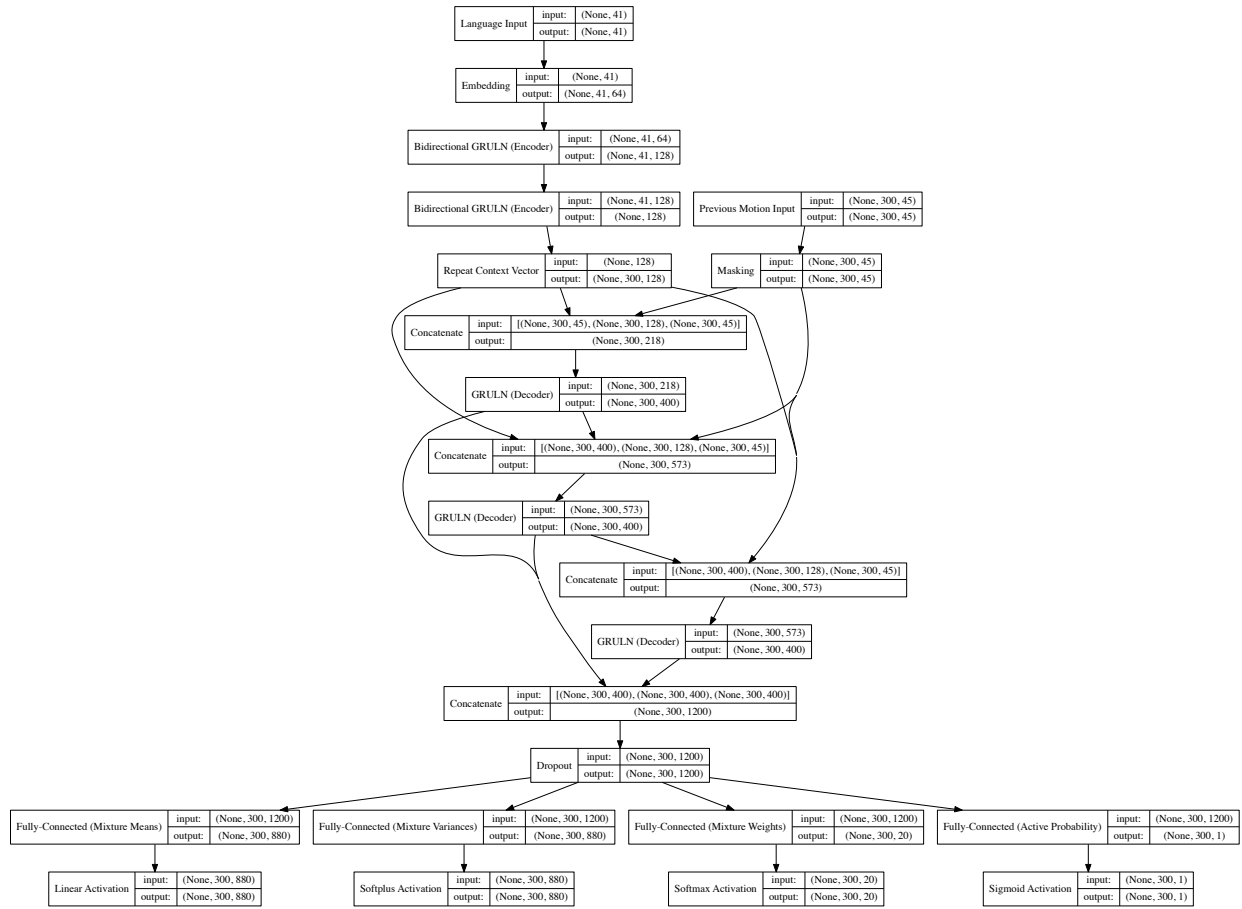 Language Input input: (None, 41)
output: (None, 41)
Embedding input: (None, 41)
output: (None, 41, 64)
Bidirectional GRULN (Encoder) input: (None, 41, 64)
output: (None, 41, 128)
Bidirectional GRULN (Encoder) input: (None, 41, 128)
output: (None, 128)
Previous Motion Input input: (None, 300, 45)
output: (None, 300, 45)
Repeat Context Vector input: (None, 128)
output: (None, 300, 128)
Masking input: (None, 300, 45)
output: (None, 300, 45)
Concatenate input: [(None, 300, 45), (None, 300, 128), (None, 300, 45)]
output: (None, 300, 218)
GRULN (Decoder) input: (None, 300, 218)
output: (None, 300, 400)
Concatenate input: [(None, 300, 400), (None, 300, 128), (None, 300, 45)]
output: (None, 300, 573)
GRULN (Decoder) input: (None, 300, 573)
output: (None, 300, 400)
Concatenate input: [(None, 300, 400), (None, 300, 128), (None, 300, 45)]
output: (None, 300, 573)
GRULN (Decoder) input: (None, 300, 573)
output: (None, 300, 400)
Concatenate input: [(None, 300, 400), (None, 300, 400), (None, 300, 400)]
output: (None, 300, 1200)
Dropout input: (None, 300, 1200)
output: (None, 300, 1200)
Fully-Connected (Mixture Means) input: (None, 300, 1200)
output: (None, 300, 880)
Fully-Connected (Mixture Variances) input: (None, 300, 1200)
output: (None, 300, 880)
Fully-Connected (Mixture Weights) input: (None, 300, 1200)
output: (None, 300, 20)
Fully-Connected (Active Probability) input: (None, 300, 1200)
output: (None, 300, 1)
Linear Activation input: (None, 300, 880)
output: (None, 300, 880)
Softplus Activation input: (None, 300, 880)
output: (None, 300, 880)
Softmax Activation input: (None, 300, 20)
output: (None, 300, 20)
Sigmoid Activation input: (None, 300, 1)
output: (None, 300, 1)